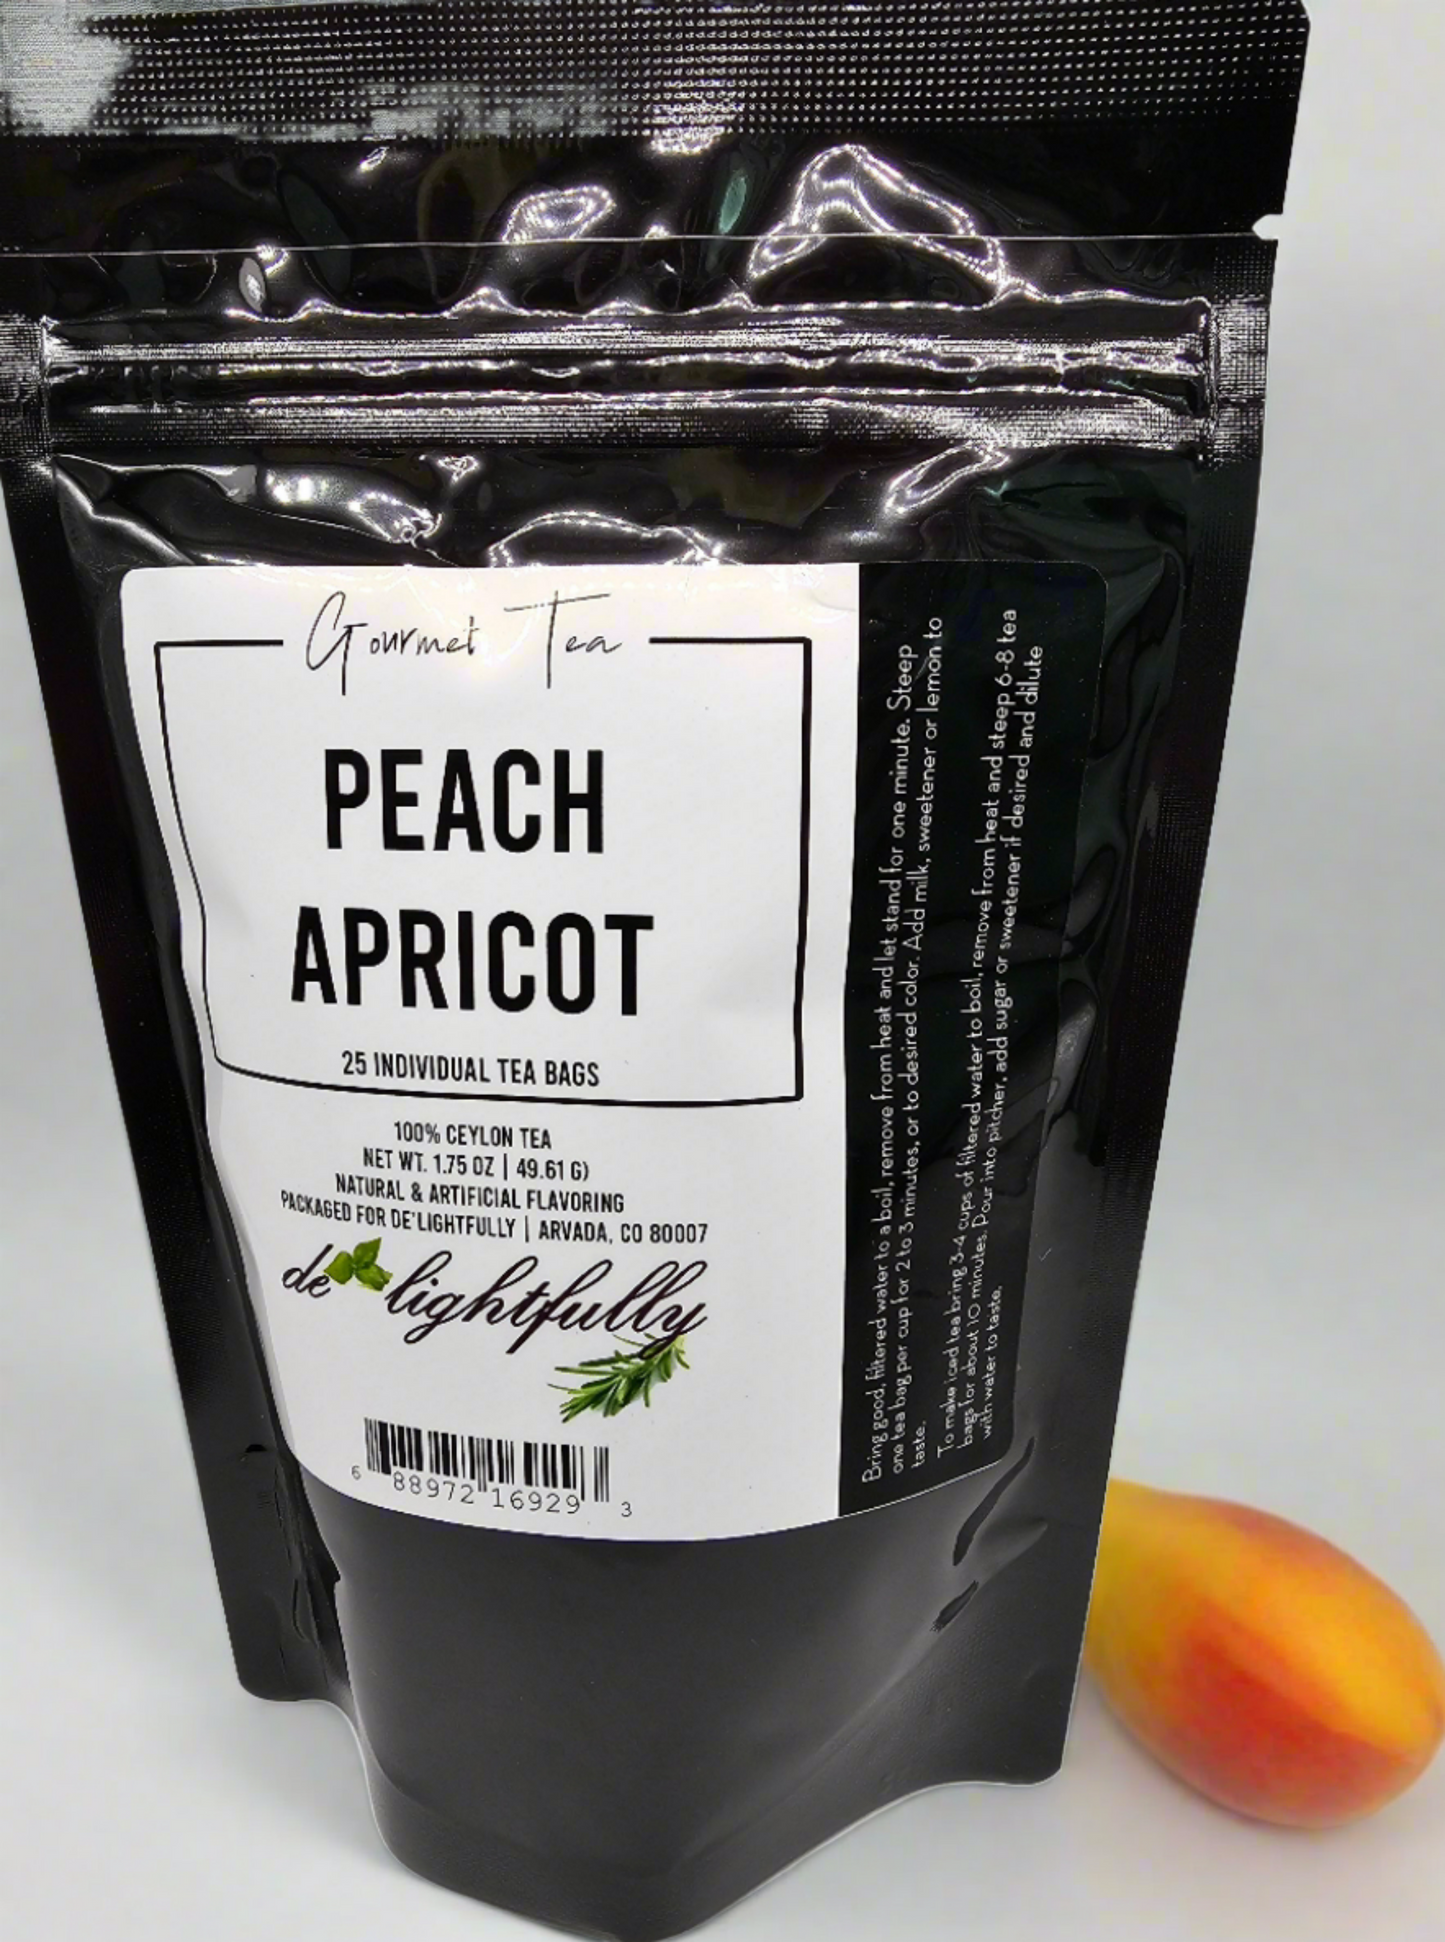 Gourmet Tea
PEACH
APRICOT
25 INDIVIDUAL TEA BAGS
100% CEYLON TEA
NET WT. 1.75 OZ | 49.61 G)
NATURAL & ARTIFICIAL FLAVORING
PACKAGED FOR DE'LIGHTFULLY | ARVADA, CO 80007
de lightfully
6 88972 16929 3
Bring good, filtered water to a boil, remove from heat and let stand for one minute. Steep
one tea bag per cup for 2 to 3 minutes, or to desired color. Add milk, sweetener or lemon to
taste.
To make iced tea bring 3-4 cups of filtered water to boil, remove from heat and steep 6-8 tea
bags for about 10 minutes. Pour into pitcher, add sugar or sweetener if desired and dilute
with water to taste.